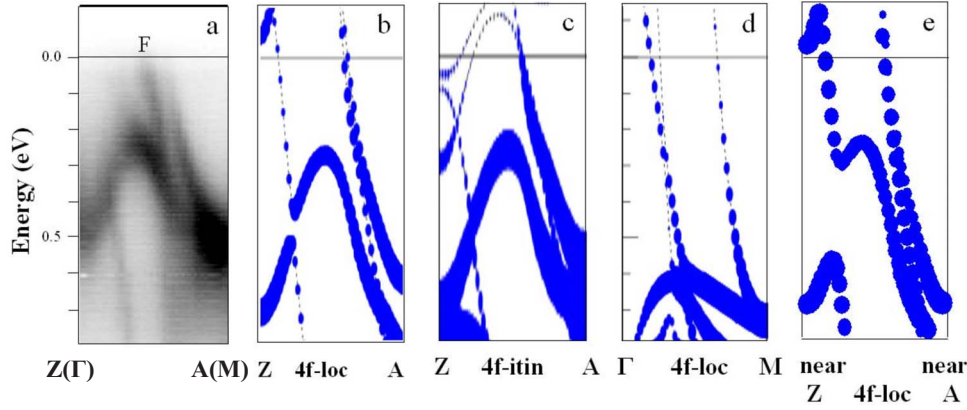 a
b
c
d
e
F
0.0
0.5
Energy (eV)
Z(Γ) A(M)
Z 4f-loc A
Z 4f-itin A
Γ 4f-loc M
near near
Z 4f-loc A